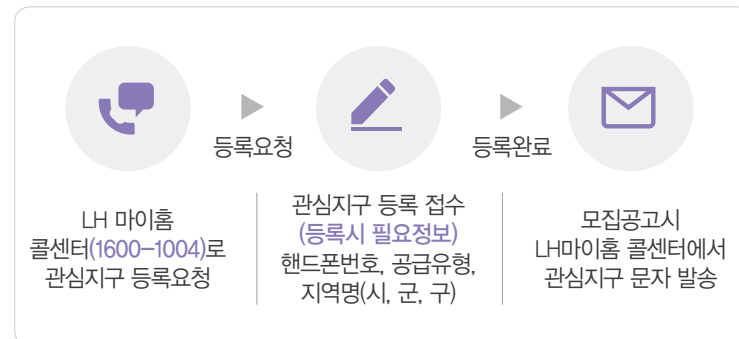 등록요청
등록완료
LH 마이홈
콜센터(1600-1004)로
관심지구 등록요청
관심지구 등록 접수
(등록시 필요정보)
핸드폰번호, 공급유형,
지역명(시, 군, 구)
모집공고시
LH마이홈 콜센터에서
관심지구 문자 발송